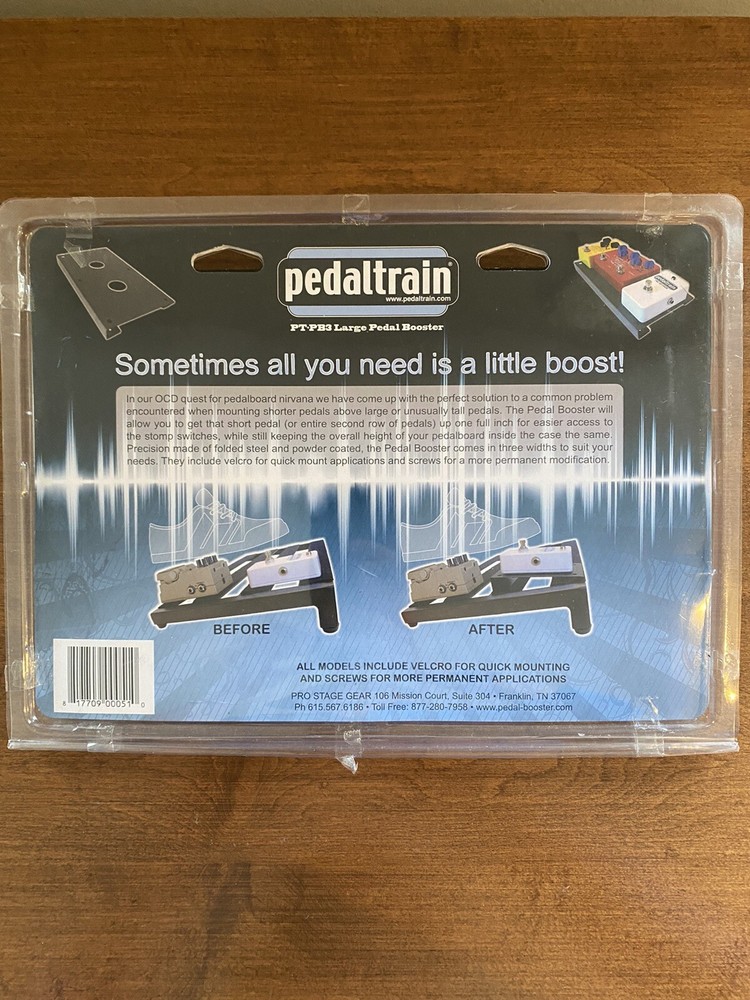 pedaltrain®
www.pedaltrain.com
PT-PB3 Large Pedal Booster
pedaltrain
Sometimes all you need is a little boost!
In our OCD quest for pedalboard nirvana we have come up with the perfect solution to a common problem
encountered when mounting shorter pedals above large or unusually tall pedals. The Pedal Booster will
allow you to get that short pedal (or entire second row of pedals) up one full inch for easier access to
the stomp switches, while still keeping the overall height of your pedalboard inside the case the same.
Precision made of folded steel and powder coated, the Pedal Booster comes in three widths to suit your
needs. They include velcro for quick mount applications and screws for a more permanent modification.
BEFORE
AFTER
ALL MODELS INCLUDE VELCRO FOR QUICK MOUNTING
AND SCREWS FOR MORE PERMANENT APPLICATIONS
PRO STAGE GEAR 106 Mission Court, Suite 304 • Franklin, TN 37067
Ph 615.567.6186 • Toll Free: 877-280-7958 • www.pedal-booster.com
8 17709 00051 0